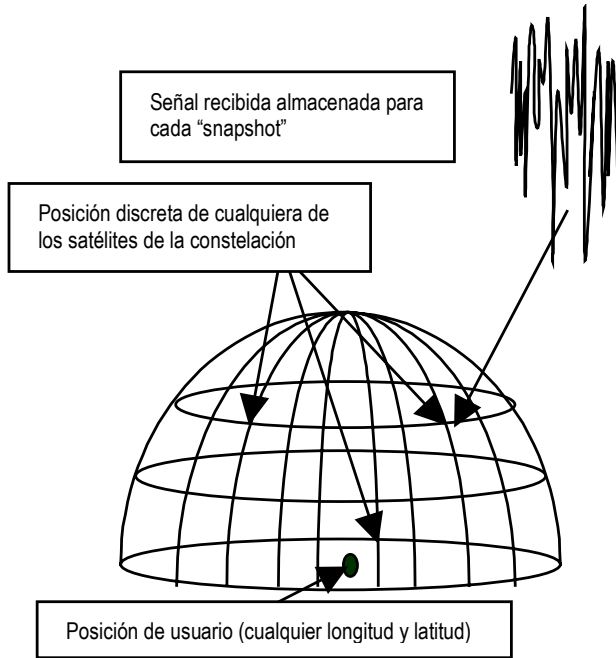 Señal recibida almacenada para
cada “snapshot”
Posición discreta de cualquiera de
los satélites de la constelación
Posición de usuario (cualquier longitud y latitud)